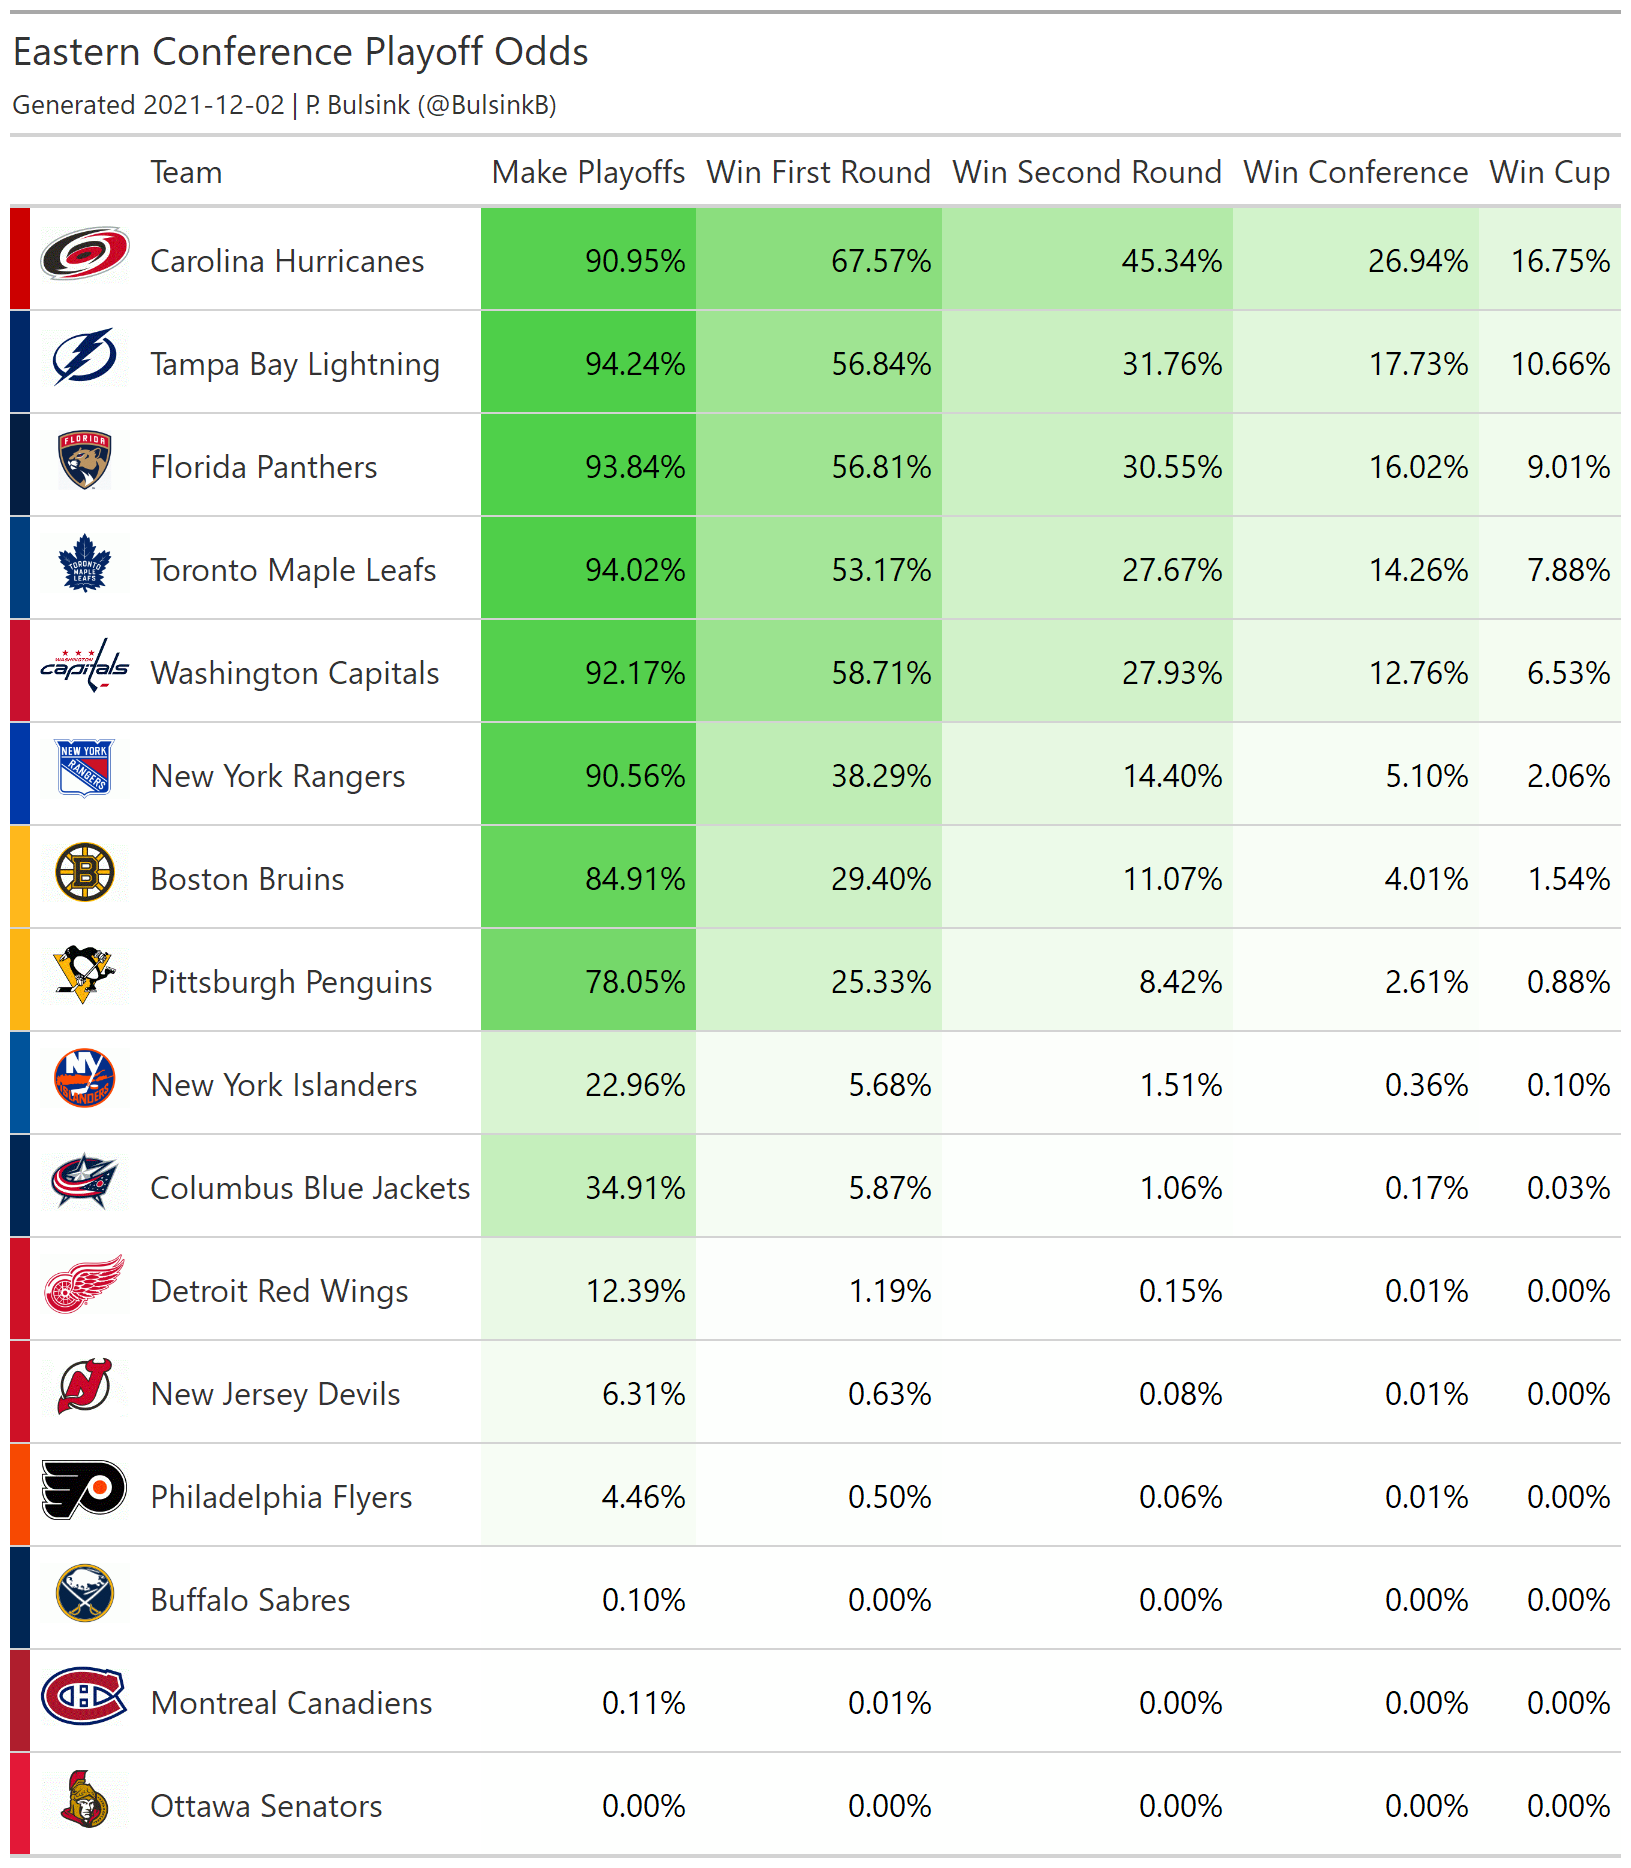 Eastern Conference Playoff Odds
Generated 2021-12-02 | P. Bulsink (@BulsinkB)
Team Make Playoffs Win First Round Win Second Round Win Conference Win Cup
Carolina Hurricanes 90.95% 67.57% 45.34% 26.94% 16.75%
Tampa Bay Lightning 94.24% 56.84% 31.76% 17.73% 10.66%
FLORIDA
Florida Panthers 93.84% 56.81% 30.55% 16.02% 9.01%
TORONTO
MAPLE
LEAFS
Toronto Maple Leafs 94.02% 53.17% 27.67% 14.26% 7.88%
WASHINGTON
capitals
Washington Capitals 92.17% 58.71% 27.93% 12.76% 6.53%
NEW YORK
RANGERS
New York Rangers 90.56% 38.29% 14.40% 5.10% 2.06%
B
Boston Bruins 84.91% 29.40% 11.07% 4.01% 1.54%
Pittsburgh Penguins 78.05% 25.33% 8.42% 2.61% 0.88%
NY
ISLANDERS
New York Islanders 22.96% 5.68% 1.51% 0.36% 0.10%
Columbus Blue Jackets 34.91% 5.87% 1.06% 0.17% 0.03%
Detroit Red Wings 12.39% 1.19% 0.15% 0.01% 0.00%
New Jersey Devils 6.31% 0.63% 0.08% 0.01% 0.00%
Philadelphia Flyers 4.46% 0.50% 0.06% 0.01% 0.00%
Buffalo Sabres 0.10% 0.00% 0.00% 0.00% 0.00%
Montreal Canadiens 0.11% 0.01% 0.00% 0.00% 0.00%
Ottawa Senators 0.00% 0.00% 0.00% 0.00% 0.00%